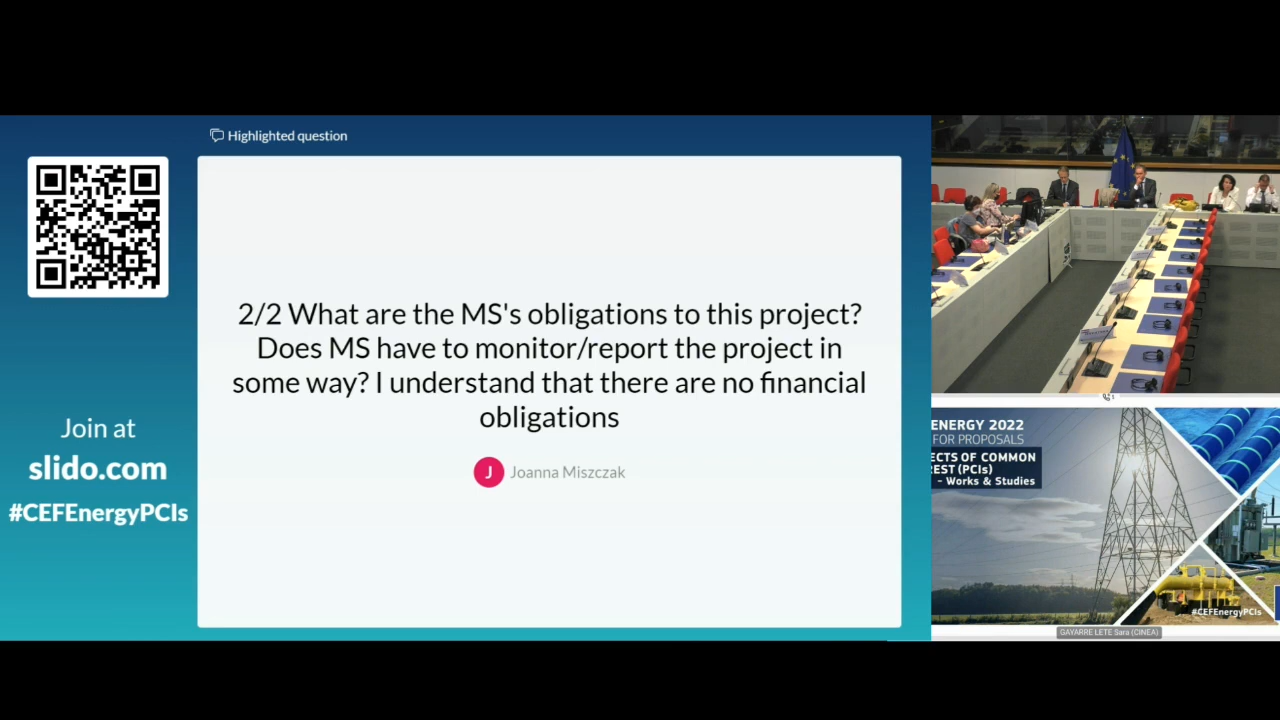 Highlighted question
2/2 What are the MS's obligations to this project?
Does MS have to monitor/report the project in
some way? I understand that there are no financial
obligations
J Joanna Miszczak
Join at
slido.com
#CEFEnergyPCIs
ENERGY 2022
FOR PROPOSALS
ECTS OF COMMON
REST (PCIs)
- Works & Studies
#CEFEnergyPCIs
GAYARRE LETE Sara (CINEA)